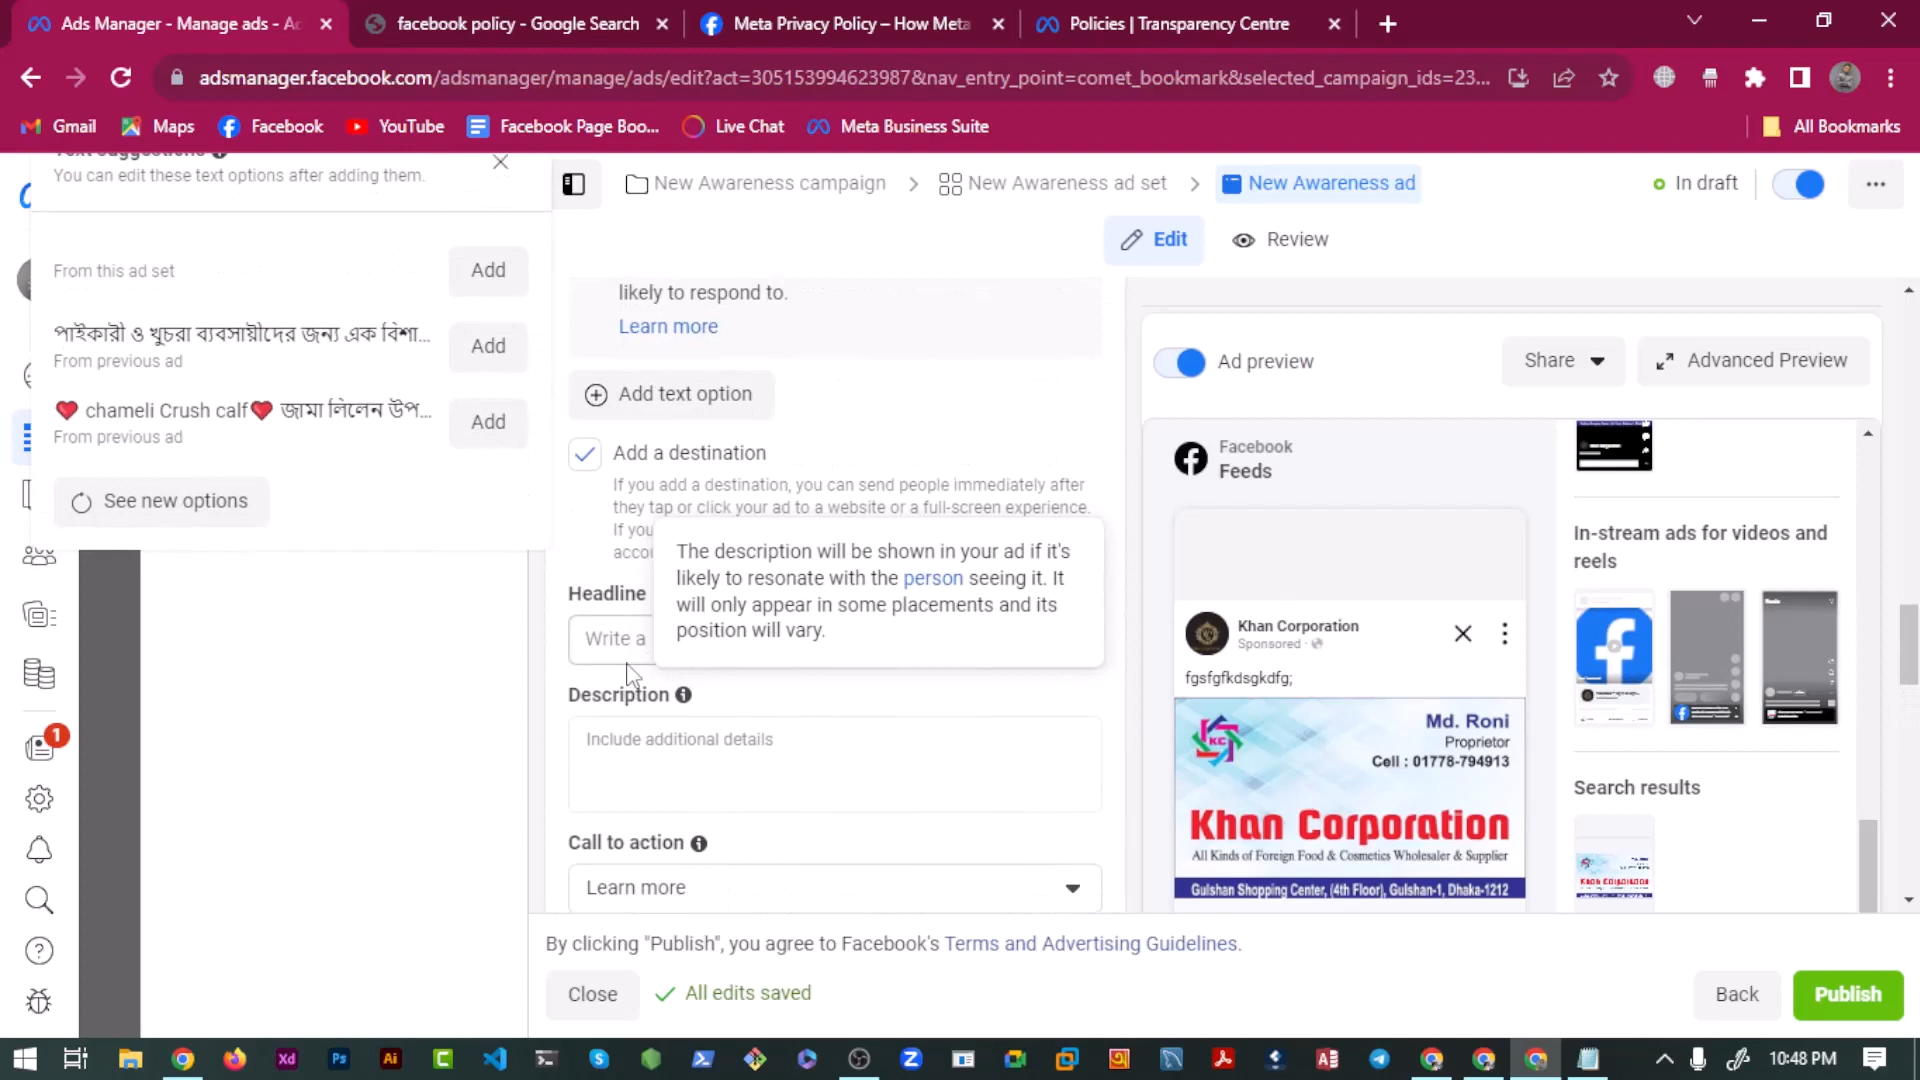 Ads Manager - Manage ads - Ac
facebook policy - Google Search
Meta Privacy Policy – How Meta
Policies | Transparency Centre
adsmanager.facebook.com/adsmanager/manage/ads/edit?act=305153994623987&nav_entry_point=comet_bookmark&selected_campaign_ids=23...
Gmail
Maps
Facebook
YouTube
Facebook Page Boo...
Live Chat
Meta Business Suite
All Bookmarks
Text suggestions
You can edit these text options after adding them.
From this ad set
Add
পাইকারী ও খুচরা ব্যবসায়ীদের জন্য এক বিশা...
From previous ad
Add
❤️ chameli Crush calf❤️ জামা লিলেন উপ...
From previous ad
Add
See new options
New Awareness campaign
New Awareness ad set
New Awareness ad
In draft
Edit
Review
likely to respond to.
Learn more
Add text option
Add a destination
If you add a destination, you can send people immediately after
they tap or click your ad to a website or a full-screen experience.
If you
accou
The description will be shown in your ad if it's
likely to resonate with the person seeing it. It
will only appear in some placements and its
position will vary.
Headline
Write a
Description
Include additional details
Call to action
Learn more
Ad preview
Share
Advanced Preview
Facebook
Feeds
Khan Corporation
Sponsored
fgsfgfkdsgkdfg;
KC
Md. Roni
Proprietor
Cell : 01778-794913
Khan Corporation
All Kinds of Foreign Food & Cosmetics Wholesaler & Supplier
Gulshan Shopping Center, (4th Floor), Gulshan-1, Dhaka-1212
In-stream ads for videos and
reels
Search results
1
By clicking "Publish", you agree to Facebook's Terms and Advertising Guidelines.
Close
All edits saved
Back
Publish
Xd
Ps
Ai
C
10:48 PM